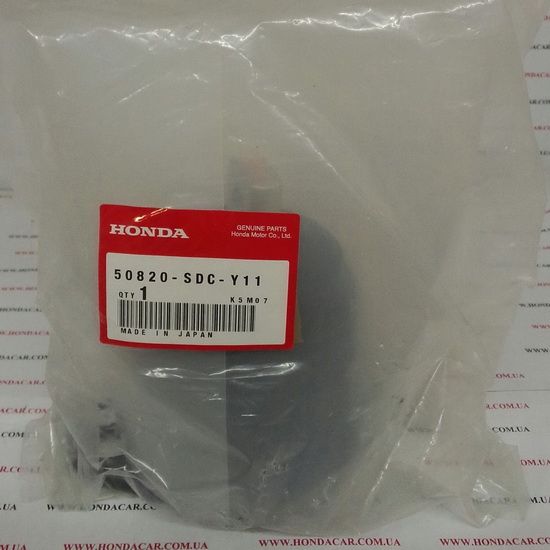 HONDA
GENUINE PARTS
Honda Motor Co., Ltd.
50820-SDC-Y11
QTY 1
K5M07
MADE IN JAPAN
WWW.HONDACAR.COM.UA